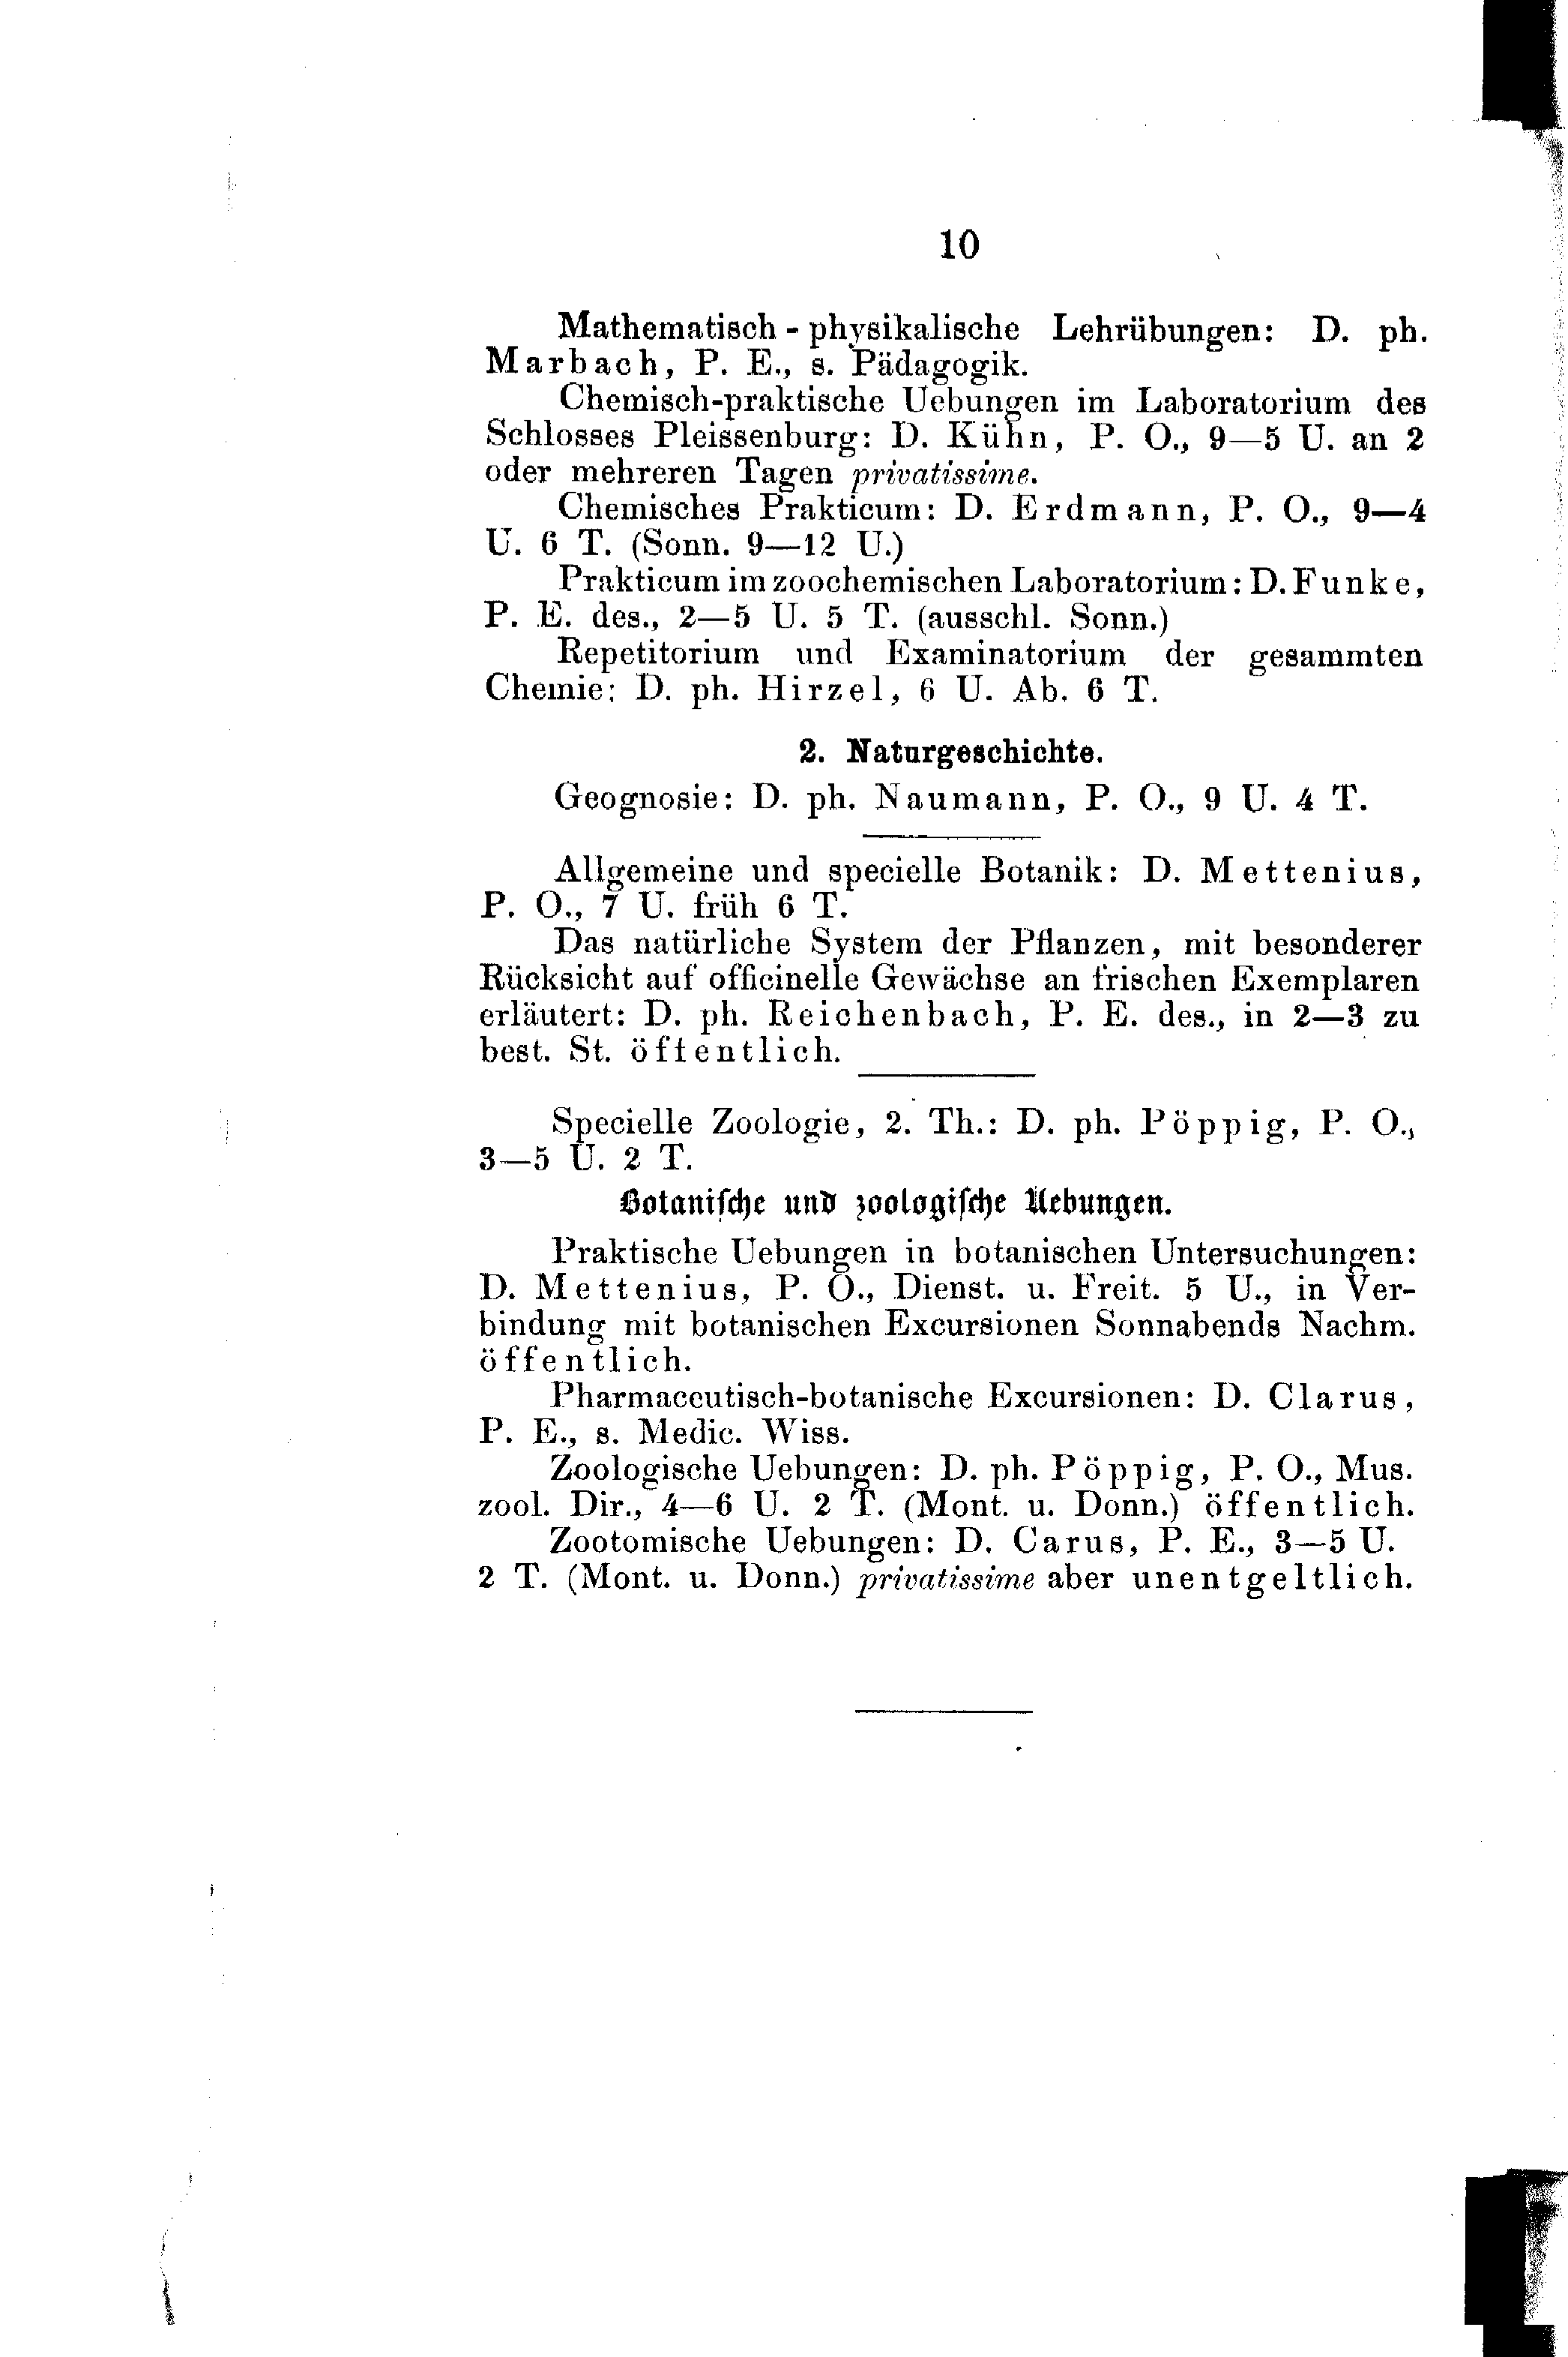 10
Mathematisch-physikalische Lehrübungen: D. ph.
Marbach, P. E., s. Pädagogik.
Chemisch-praktische Uebungen im Laboratorium des
Schlosses Pleissenburg: D. Kühn, P. O., 9—5 U. an 2
oder mehreren Tagen privatissime.
Chemisches Prakticum: D. Erdmann, P. O., 9—4
U. 6 T. (Sonn. 9—12 U.)
Prakticum im zoochemischen Laboratorium: D. Funke,
P. E. des., 2—5 U. 5 T. (ausschl. Sonn.)
Repetitorium und Examinatorium der gesammten
Chemie: D. ph. Hirzel, 6 U. Ab. 6 T.
2. Naturgeschichte.
Geognosie: D. ph. Naumann, P. O., 9 U. 4 T.
Allgemeine und specielle Botanik: D. Mettenius,
P. O., 7 U. früh 6 T.
Das natürliche System der Pflanzen, mit besonderer
Rücksicht auf officinelle Gewächse an frischen Exemplaren
erläutert: D. ph. Reichenbach, P. E. des., in 2—3 zu
best. St. öffentlich.
Specielle Zoologie, 2. Th.: D. ph. Pöppig, P. O.,
3—5 U. 2 T.
Botanische und zoologische Uebungen.
Praktische Uebungen in botanischen Untersuchungen:
D. Mettenius, P. O., Dienst. u. Freit. 5 U., in Ver-
bindung mit botanischen Excursionen Sonnabends Nachm.
öffentlich.
Pharmaceutisch-botanische Excursionen: D. Clarus,
P. E., s. Medic. Wiss.
Zoologische Uebungen: D. ph. Pöppig, P. O., Mus.
zool. Dir., 4—6 U. 2 T. (Mont. u. Donn.) öffentlich.
Zootomische Uebungen: D. Carus, P. E., 3—5 U.
2 T. (Mont. u. Donn.) privatissime aber unentgeltlich.